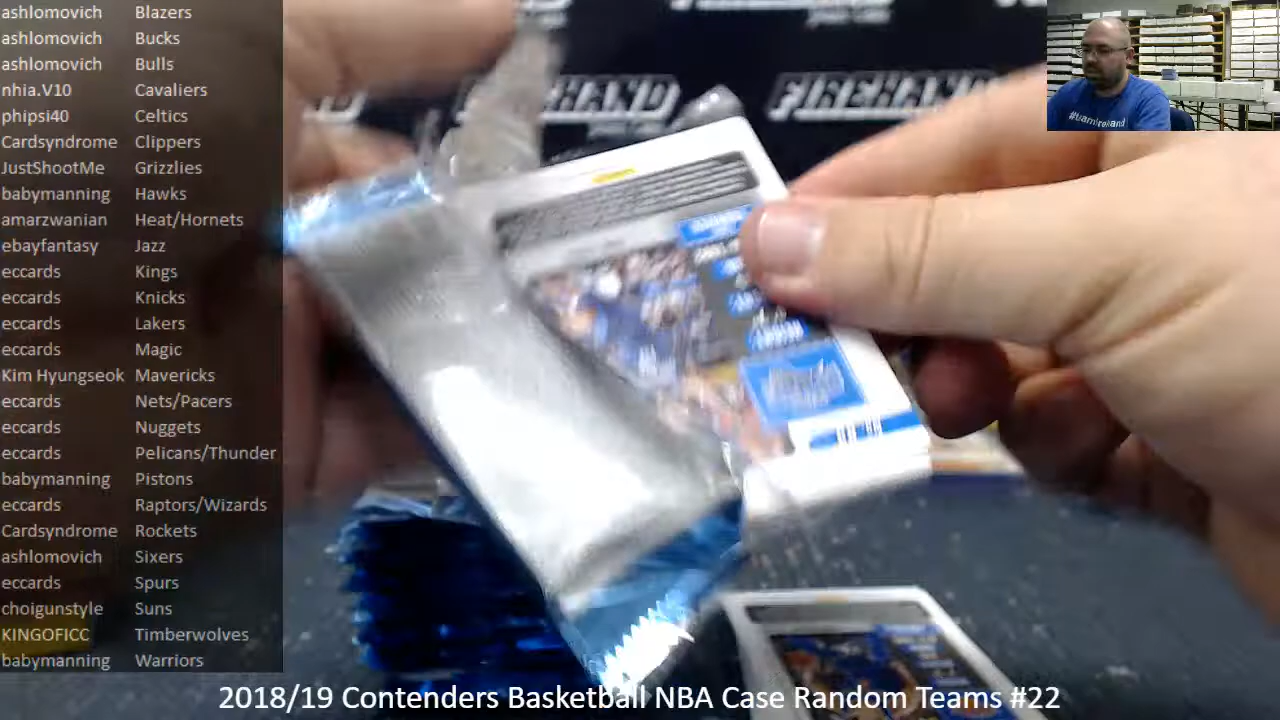 ashlomovich Blazers
ashlomovich Bucks
ashlomovich Bulls
nhia.V10 Cavaliers
phipsi40 Celtics
Cardsyndrome Clippers
JustShootMe Grizzlies
babymanning Hawks
amarzwanian Heat/Hornets
ebayfantasy Jazz
eccards Kings
eccards Knicks
eccards Lakers
eccards Magic
Kim Hyungseok Mavericks
eccards Nets/Pacers
eccards Nuggets
eccards Pelicans/Thunder
babymanning Pistons
eccards Raptors/Wizards
Cardsyndrome Rockets
ashlomovich Sixers
eccards Spurs
choigunstyle Suns
KINGOFICC Timberwolves
babymanning Warriors
FIREHAND FIREHAND
2018/19 Contenders Basketball NBA Case Random Teams #22